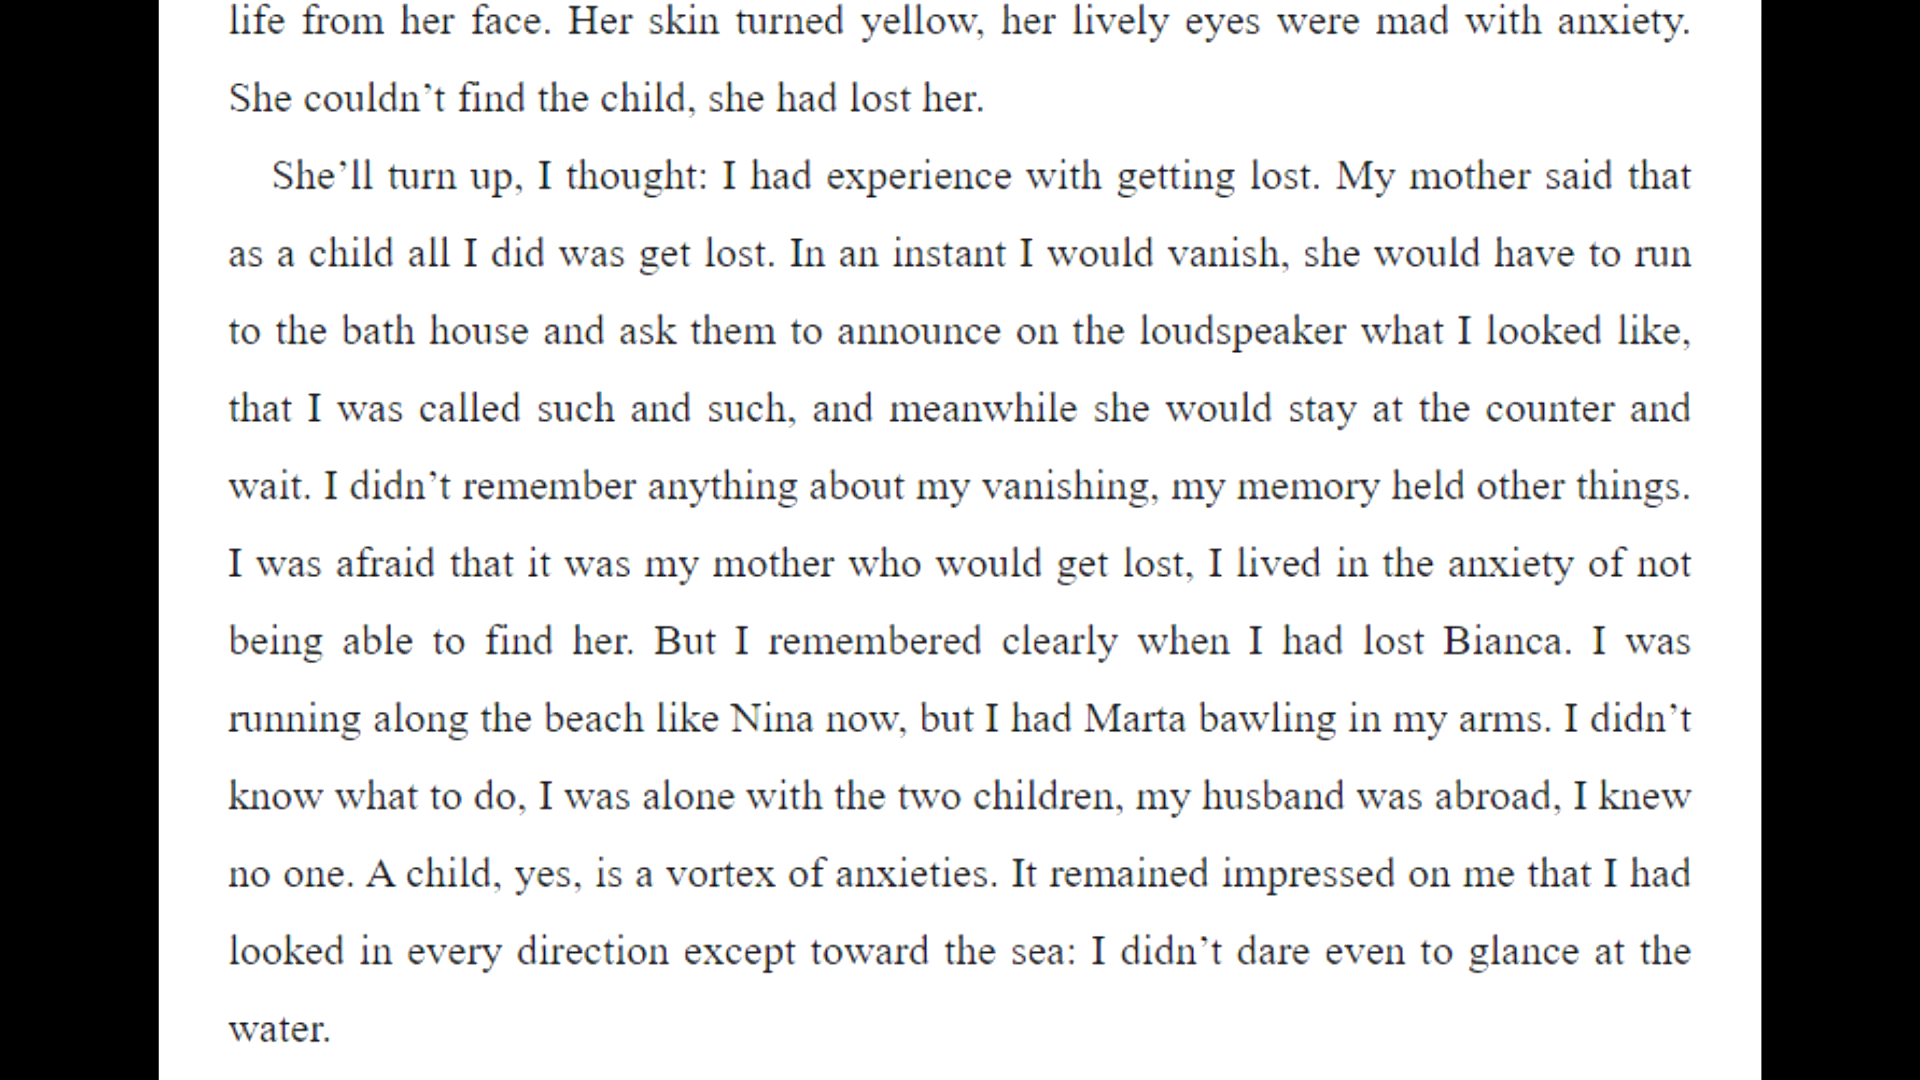 life from her face. Her skin turned yellow, her lively eyes were mad with anxiety.
She couldn’t find the child, she had lost her.
She’ll turn up, I thought: I had experience with getting lost. My mother said that
as a child all I did was get lost. In an instant I would vanish, she would have to run
to the bath house and ask them to announce on the loudspeaker what I looked like,
that I was called such and such, and meanwhile she would stay at the counter and
wait. I didn’t remember anything about my vanishing, my memory held other things.
I was afraid that it was my mother who would get lost, I lived in the anxiety of not
being able to find her. But I remembered clearly when I had lost Bianca. I was
running along the beach like Nina now, but I had Marta bawling in my arms. I didn’t
know what to do, I was alone with the two children, my husband was abroad, I knew
no one. A child, yes, is a vortex of anxieties. It remained impressed on me that I had
looked in every direction except toward the sea: I didn’t dare even to glance at the
water.